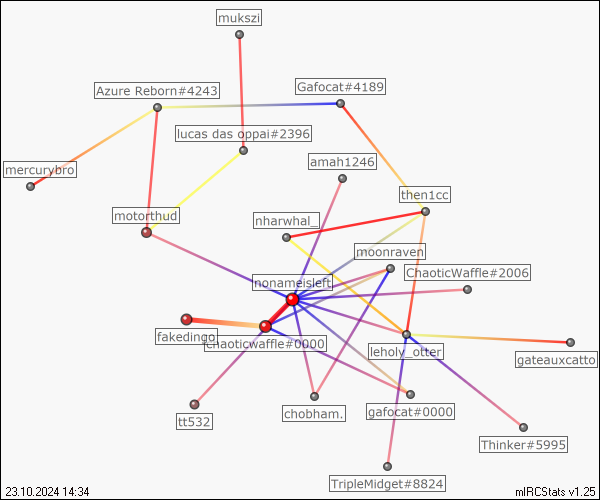 mukszi
Azure Reborn#4243
Gafocat#4189
lucas das oppai#2396
amah1246
mercurybro
then1cc
motorthud
nharwhal_
moonraven
nonameisleft
ChaoticWaffle#2006
fakedingo
chaoticwaffle#0000
leholy_otter
gateauxcatto
tt532
chobham.
gafocat#0000
Thinker#5995
TripleMidget#8824
23.10.2024 14:34
mIRCStats v1.25